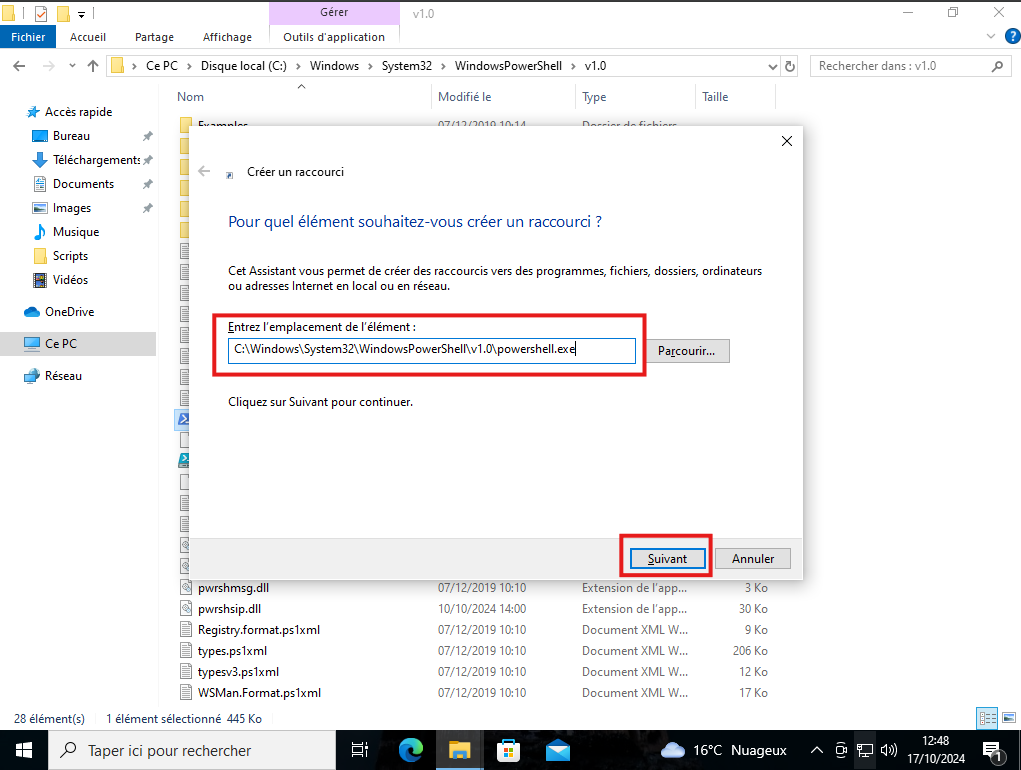 Gérer
v1.0
Fichier
Accueil
Partage
Affichage
Outils d'application
Ce PC > Disque local (C:) > Windows > System32 > WindowsPowerShell > v1.0
Rechercher dans : v1.0
Nom
Modifié le
Type
Taille
Accès rapide
Bureau
Téléchargements
Documents
Images
Musique
Scripts
Vidéos
OneDrive
Ce PC
Réseau
Examples 07/12/2019 10:14 Dossier de fichiers
Créer un raccourci
Pour quel élément souhaitez-vous créer un raccourci ?
Cet Assistant vous permet de créer des raccourcis vers des programmes, fichiers, dossiers, ordinateurs
ou adresses Internet en local ou en réseau.
Entrez l'emplacement de l'élément :
C:\Windows\System32\WindowsPowerShell\v1.0\powershell.exe
Parcourir...
Cliquez sur Suivant pour continuer.
Suivant
Annuler
pwrshmsg.dll 07/12/2019 10:10 Extension de l'app... 3 Ko
pwrshsip.dll 10/10/2024 14:00 Extension de l'app... 30 Ko
Registry.format.ps1xml 07/12/2019 10:10 Document XML W... 9 Ko
types.ps1xml 07/12/2019 10:10 Document XML W... 206 Ko
typesv3.ps1xml 07/12/2019 10:10 Document XML W... 12 Ko
WSMan.Format.ps1xml 07/12/2019 10:10 Document XML W... 17 Ko
28 élément(s)
1 élément sélectionné 445 Ko
Taper ici pour rechercher
16°C Nuageux
12:48
17/10/2024
1